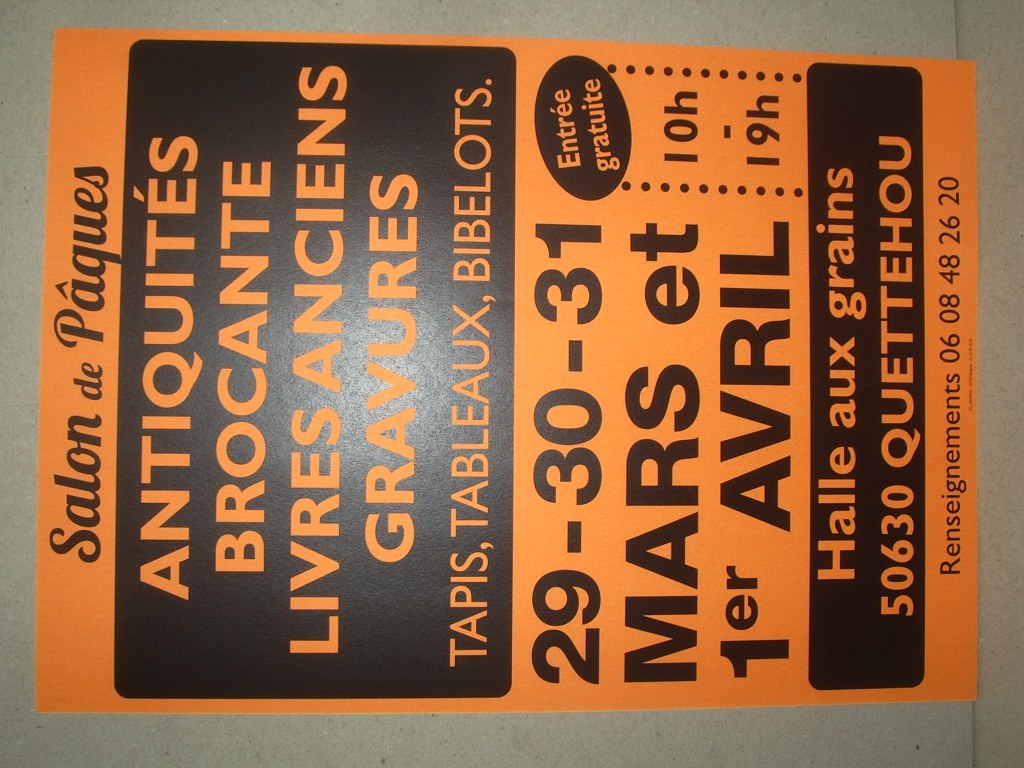 Salon de Pâques
ANTIQUITÉS
BROCANTE
LIVRES ANCIENS
GRAVURES
TAPIS, TABLEAUX, BIBELOTS.
29 - 30 - 31
MARS et
1er AVRIL
Entrée
gratuite
10h
-
19h
Halle aux grains
50630 QUETTEHOU
Renseignements 06 08 48 26 20